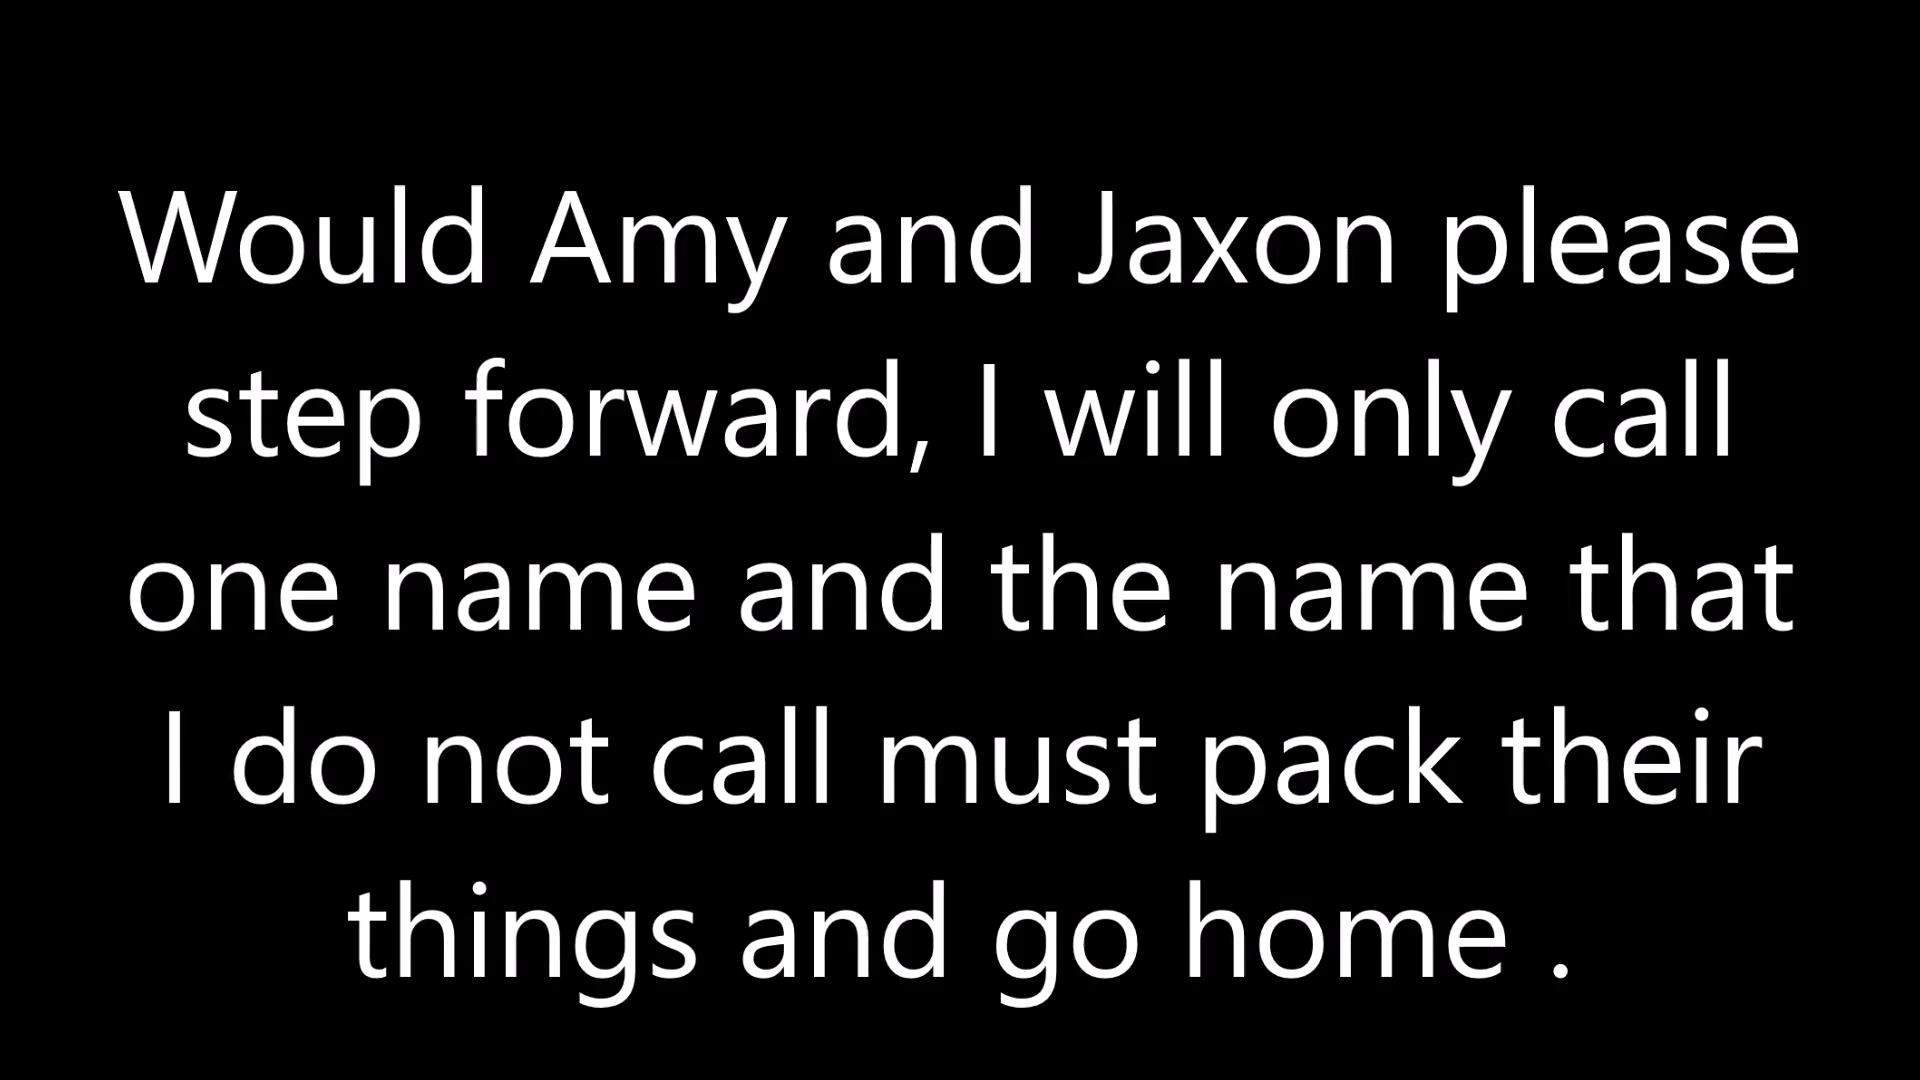 Would Amy and Jaxon please
step forward, I will only call
one name and the name that
I do not call must pack their
things and go home .